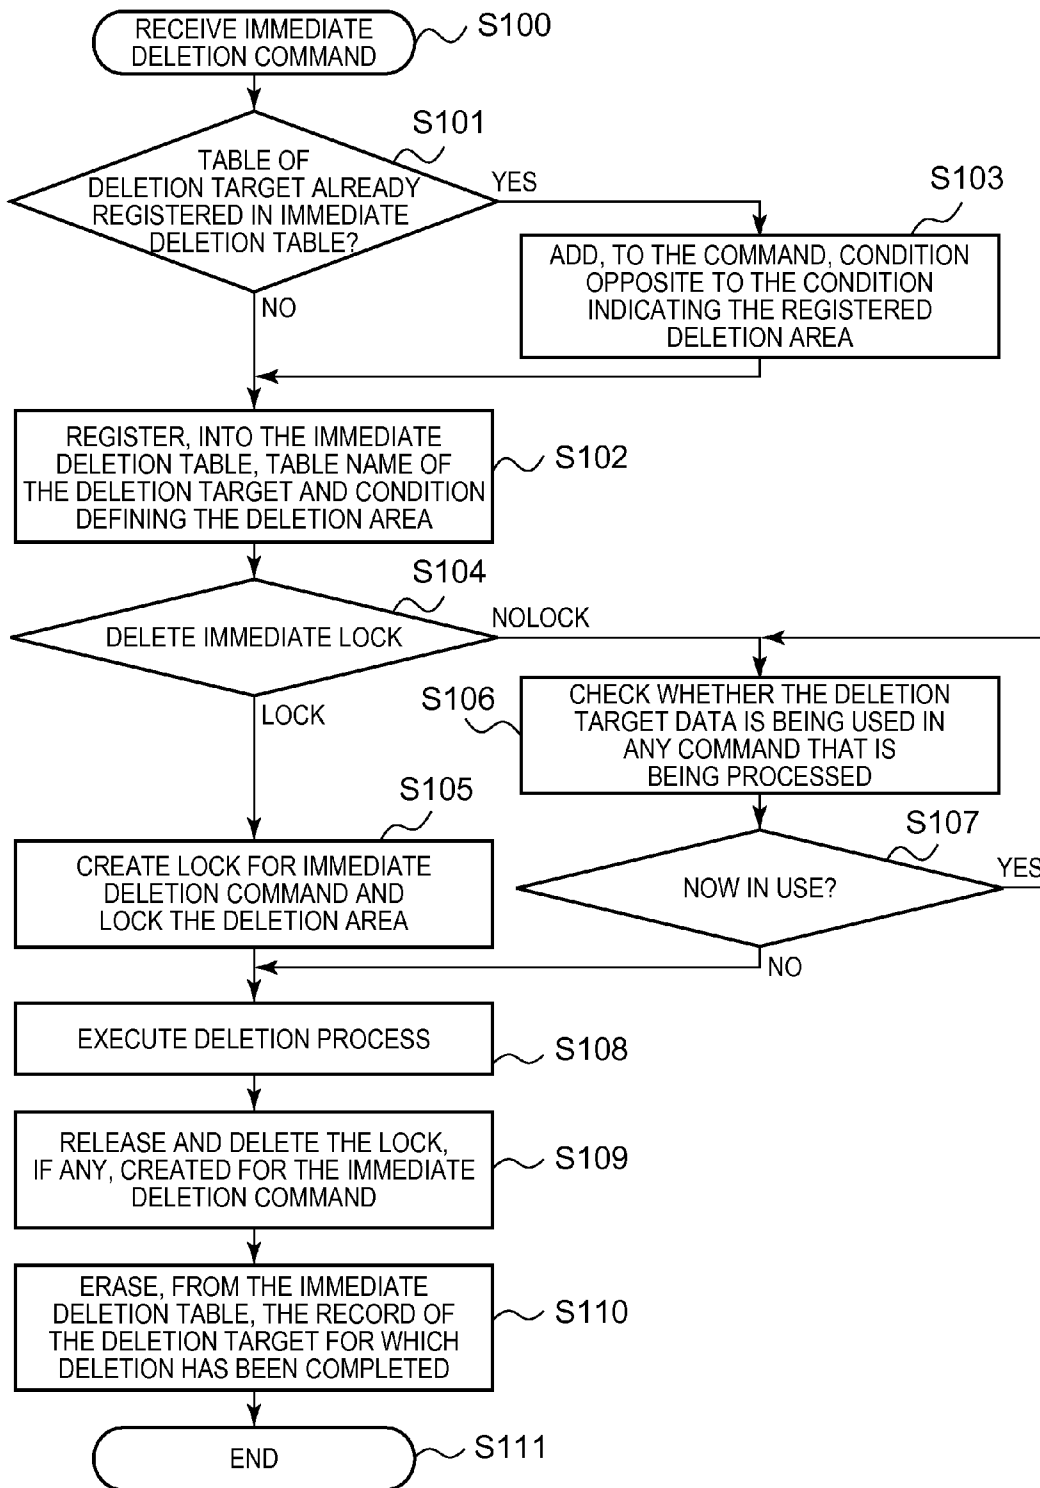 RECEIVE IMMEDIATE
DELETION COMMAND
S100
S101
TABLE OF
DELETION TARGET ALREADY
REGISTERED IN IMMEDIATE
DELETION TABLE?
YES
NO
S103
ADD, TO THE COMMAND, CONDITION
OPPOSITE TO THE CONDITION
INDICATING THE REGISTERED
DELETION AREA
REGISTER, INTO THE IMMEDIATE
DELETION TABLE, TABLE NAME OF
THE DELETION TARGET AND CONDITION
DEFINING THE DELETION AREA
S102
S104
DELETE IMMEDIATE LOCK
NOLOCK
LOCK
S106
CHECK WHETHER THE DELETION
TARGET DATA IS BEING USED IN
ANY COMMAND THAT IS
BEING PROCESSED
S105
CREATE LOCK FOR IMMEDIATE
DELETION COMMAND AND
LOCK THE DELETION AREA
S107
NOW IN USE?
YES
NO
EXECUTE DELETION PROCESS
S108
RELEASE AND DELETE THE LOCK,
IF ANY, CREATED FOR THE IMMEDIATE
DELETION COMMAND
S109
ERASE, FROM THE IMMEDIATE
DELETION TABLE, THE RECORD OF
THE DELETION TARGET FOR WHICH
DELETION HAS BEEN COMPLETED
S110
END
S111